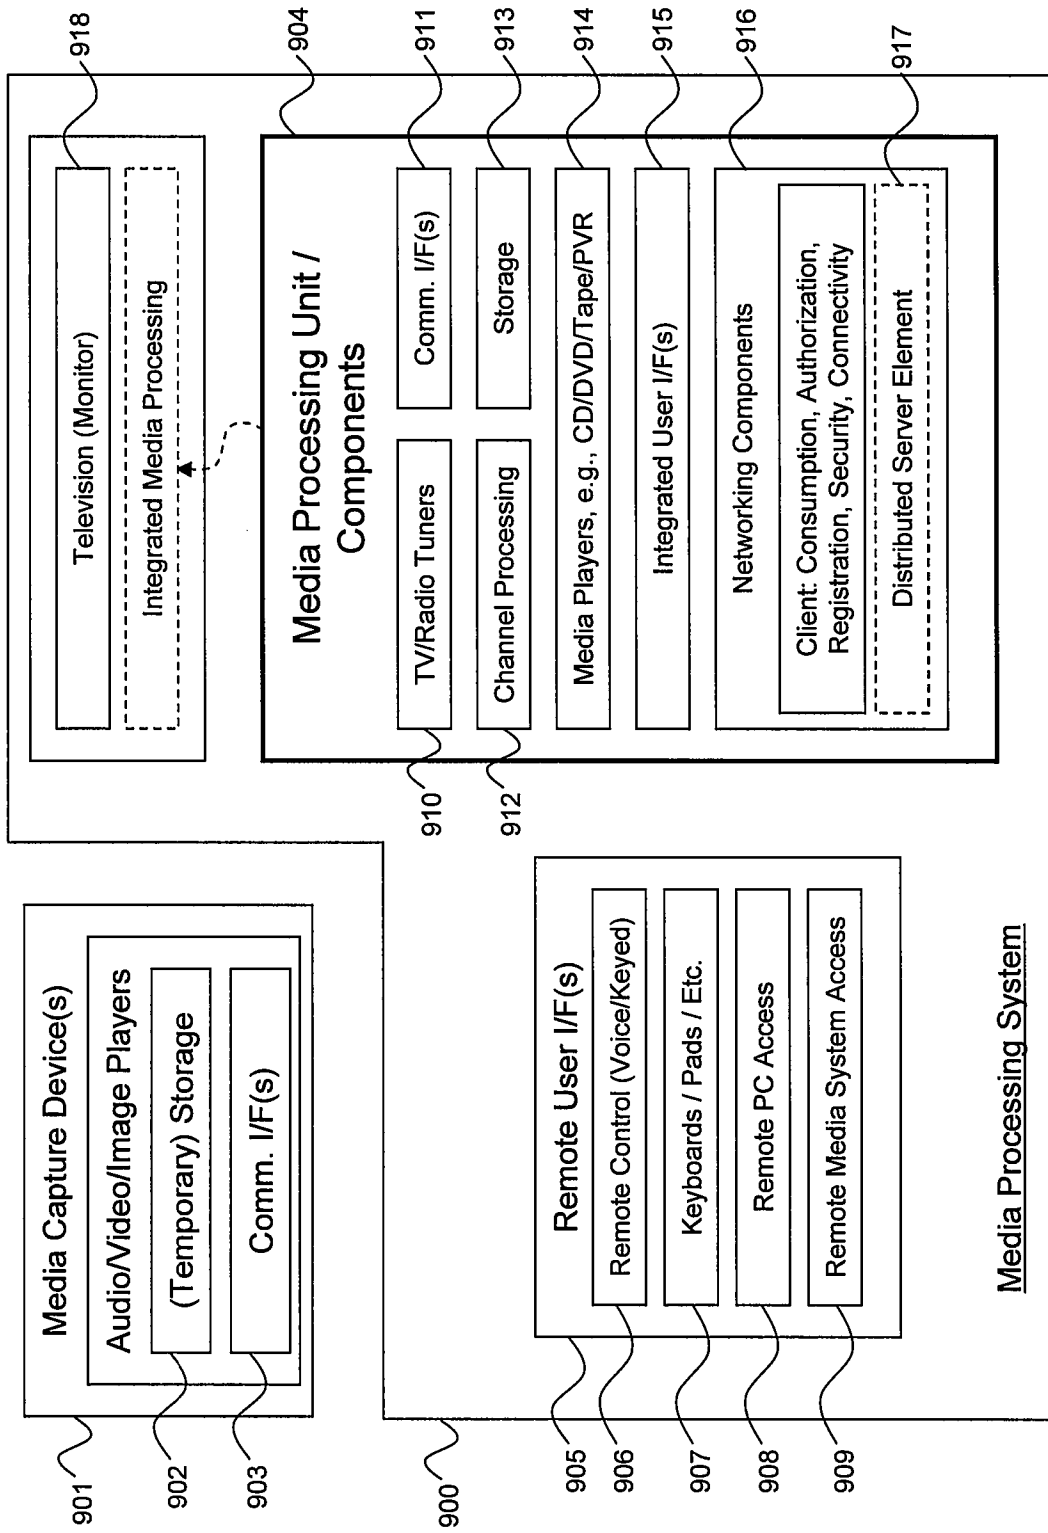 Media Capture Device(s)
Audio/Video/Image Players
(Temporary) Storage
Comm. I/F(s)
901
902
903
900
Remote User I/F(s)
Remote Control (Voice/Keyed)
Keyboards / Pads / Etc.
Remote PC Access
Remote Media System Access
905
906
907
908
909
Television (Monitor)
Integrated Media Processing
918
Media Processing Unit /
Components
904
TV/Radio Tuners
Comm. I/F(s)
910
911
Channel Processing
Storage
912
913
Media Players, e.g., CD/DVD/Tape/PVR
914
Integrated User I/F(s)
915
Networking Components
916
Client: Consumption, Authorization,
Registration, Security, Connectivity
Distributed Server Element
917
Media Processing System